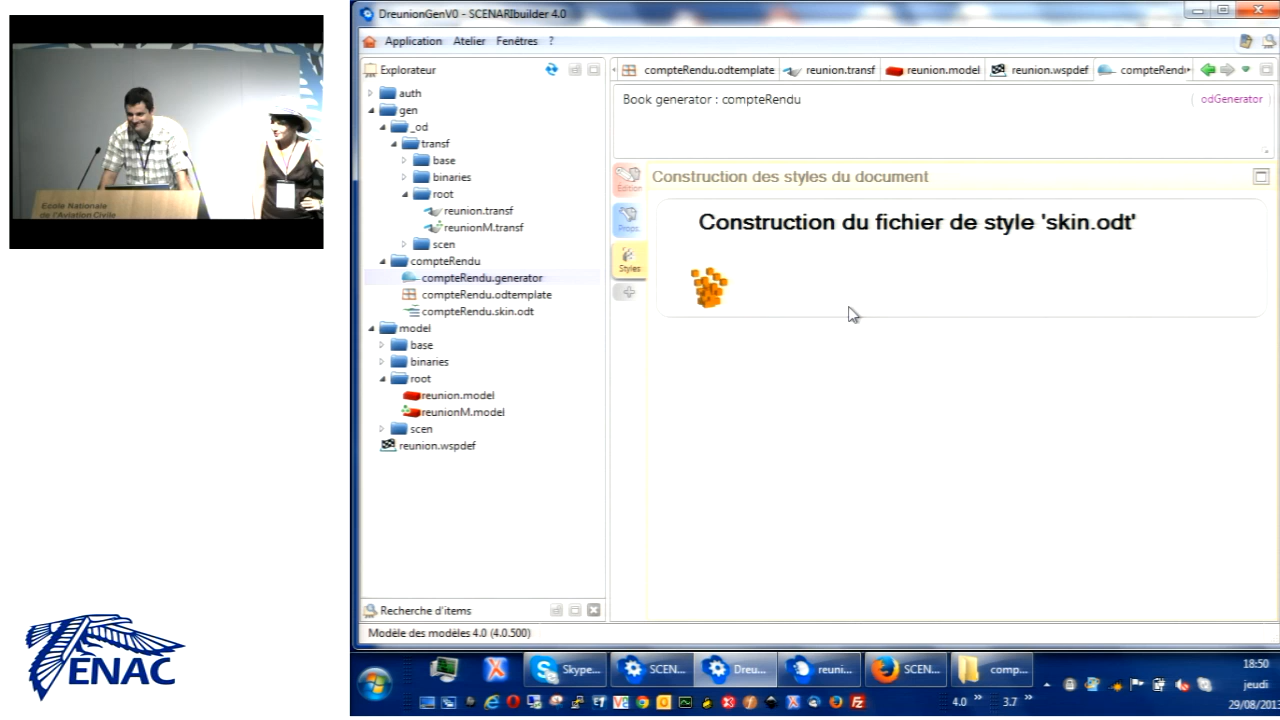 Ecole Nationale
de l'Aviation Civile
ENAC
DreunionGenV0 - SCENARIbuilder 4.0
Application Atelier Fenêtres ?
Explorateur
auth
gen
_od
transf
base
binaries
root
reunion.transf
reunionM.transf
scen
compteRendu
compteRendu.generator
compteRendu.odtemplate
compteRendu.skin.odt
model
base
binaries
root
reunion.model
reunionM.model
scen
reunion.wspdef
Recherche d'items
Modèle des modèles 4.0 (4.0.500)
compteRendu.odtemplate reunion.transf reunion.model reunion.wspdef compteRendu
Book generator : compteRendu
odGenerator
Edition
Props
Styles
Construction des styles du document
Construction du fichier de style 'skin.odt'
Skype... SCEN... Dreu... reuni... SCEN... comp...
4.0 » 3.7 »
18:50
jeudi